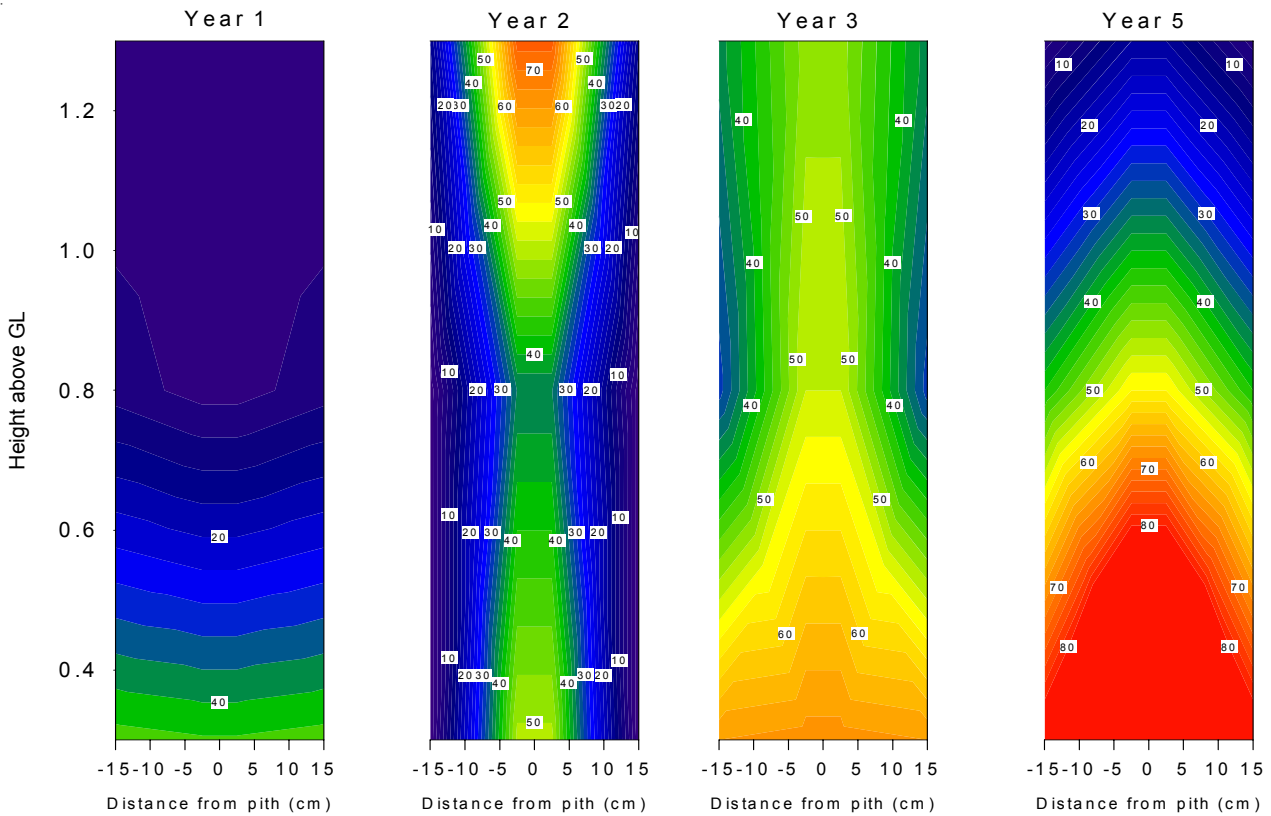 Year 1 Year 2 Year 3 Year 5
50 50 10 10
70
40 40
2030 60 60 3020
1.2 40 40 20 20
50 50
50 50 30 30
10 40 40 10
1.0 20 30 30 20
40 40
40 40
40 50 50
10 10
0.8 20 30 30 20 50 50
40 40
60 60
70
50 50
10 10 80
0.6 20 20 30 40 40 30 20
70 70
60 60
80 80
10 10
0.4 20 30 40 40 30 20
40
50
-15 -10 -5 0 5 10 15 -15 -10 -5 0 5 10 15 -15 -10 -5 0 5 10 15 -15 -10 -5 0 5 10 15
Distance from pith (cm) Distance from pith (cm) Distance from pith (cm) Distance from pith (cm)
Height above GL